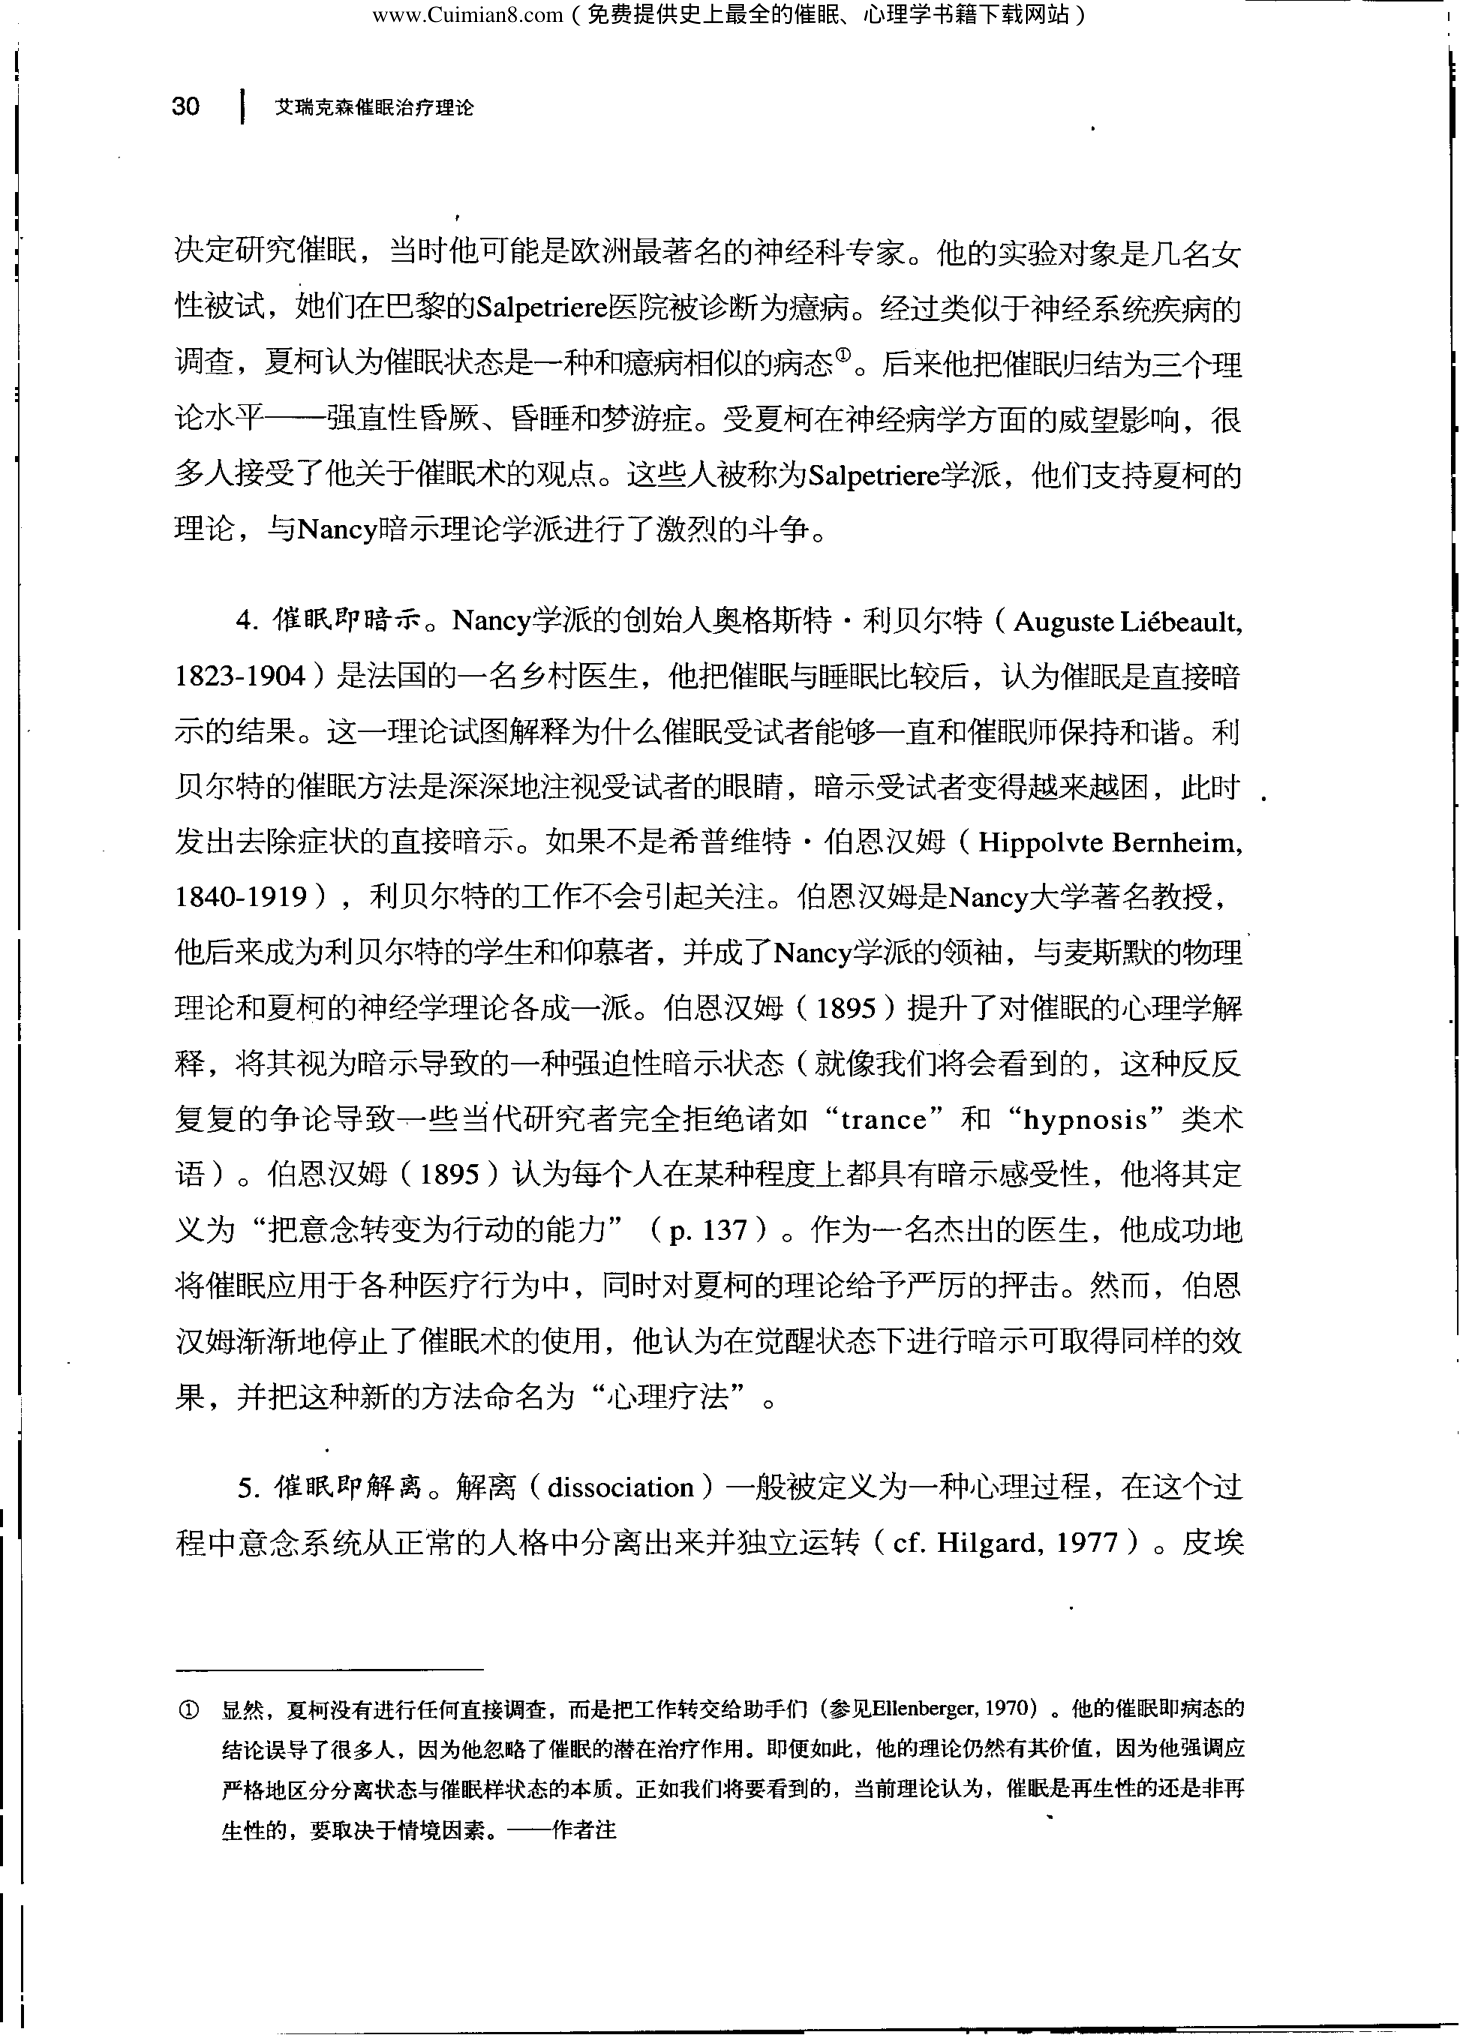 www.Cuimian8.com（免费提供史上最全的催眠、心理学书籍下载网站）
30 艾瑞克森催眠治疗理论
决定研究催眠，当时他可能是欧洲最著名的神经科专家。他的实验对象是几名女
性被试，她们在巴黎的Salpetriere医院被诊断为癔病。经过类似于神经系统疾病的
调查，夏柯认为催眠状态是一种和癔病相似的病态①。后来他把催眠归结为三个理
论水平——强直性昏厥、昏睡和梦游症。受夏柯在神经病学方面的威望影响，很
多人接受了他关于催眠术的观点。这些人被称为Salpetriere学派，他们支持夏柯的
理论，与Nancy暗示理论学派进行了激烈的斗争。
4. 催眠即暗示。Nancy学派的创始人奥格斯特·利贝尔特（Auguste Liébeault,
1823-1904）是法国的一名乡村医生，他把催眠与睡眠比较后，认为催眠是直接暗
示的结果。这一理论试图解释为什么催眠受试者能够一直和催眠师保持和谐。利
贝尔特的催眠方法是深深地注视受试者的眼睛，暗示受试者变得越来越困，此时
发出去除症状的直接暗示。如果不是希普维特·伯恩汉姆（Hippolvte Bernheim,
1840-1919），利贝尔特的工作不会引起关注。伯恩汉姆是Nancy大学著名教授，
他后来成为利贝尔特的学生和仰慕者，并成了Nancy学派的领袖，与麦斯默的物理
理论和夏柯的神经学理论各成一派。伯恩汉姆（1895）提升了对催眠的心理学解
释，将其视为暗示导致的一种强迫性暗示状态（就像我们将会看到的，这种反反
复复的争论导致一些当代研究者完全拒绝诸如“trance”和“hypnosis”类术
语）。伯恩汉姆（1895）认为每个人在某种程度上都具有暗示感受性，他将其定
义为“把意念转变为行动的能力”（p. 137）。作为一名杰出的医生，他成功地
将催眠应用于各种医疗行为中，同时对夏柯的理论给予严厉的抨击。然而，伯恩
汉姆渐渐地停止了催眠术的使用，他认为在觉醒状态下进行暗示可取得同样的效
果，并把这种新的方法命名为“心理疗法”。
5. 催眠即解离。解离（dissociation）一般被定义为一种心理过程，在这个过
程中意念系统从正常的人格中分离出来并独立运转（cf. Hilgard, 1977）。皮埃
① 显然，夏柯没有进行任何直接调查，而是把工作转交给助手们（参见Ellenberger, 1970）。他的催眠即病态的
结论误导了很多人，因为他忽略了催眠的潜在治疗作用。即便如此，他的理论仍然有其价值，因为他强调应
严格地区分分离状态与催眠样状态的本质。正如我们将要看到的，当前理论认为，催眠是再生性的还是非再
生性的，要取决于情境因素。——作者注